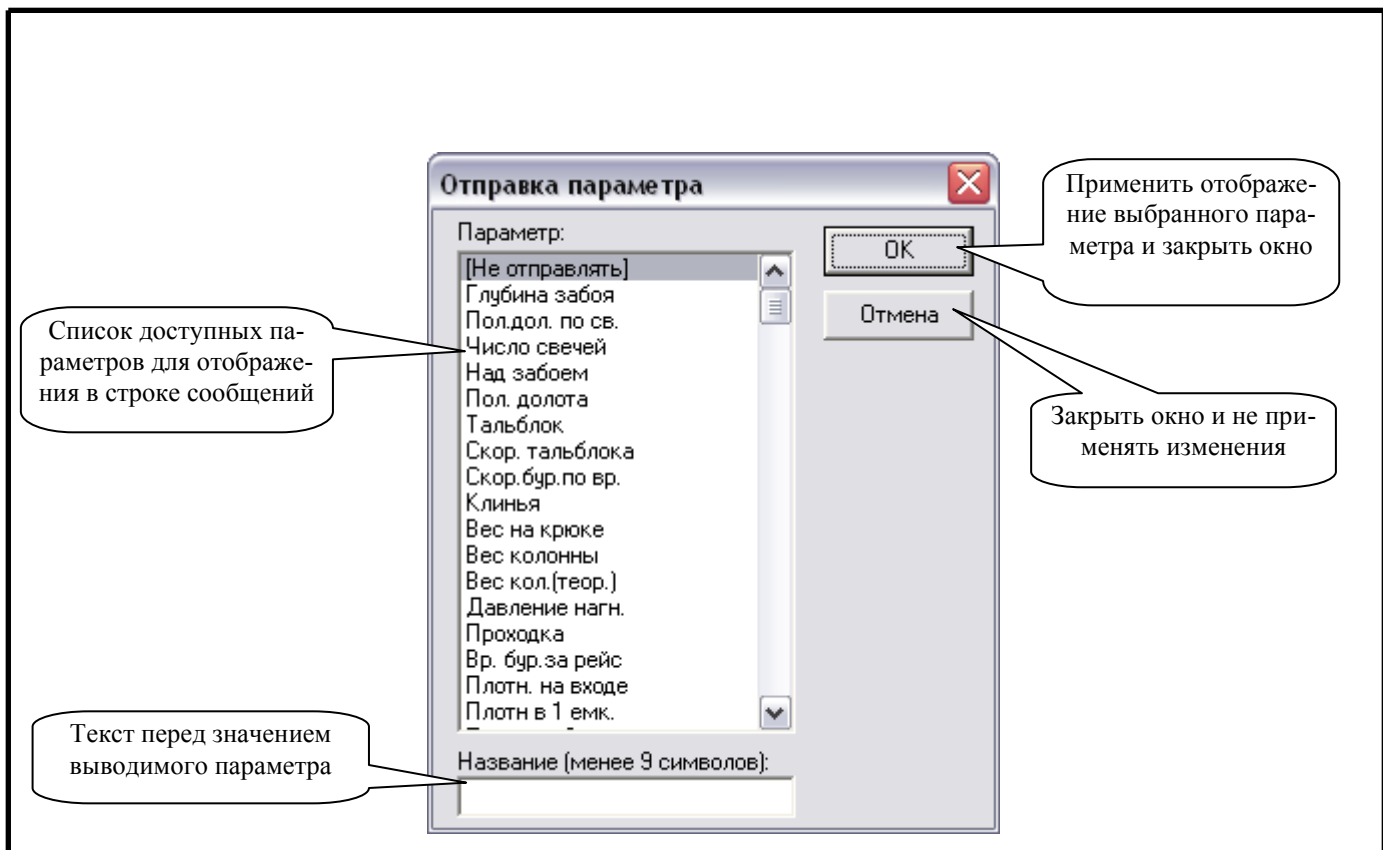 Отправка параметра
Параметр:
[Не отправлять]
Глубина забоя
Пол.дол. по св.
Число свечей
Над забоем
Пол. долота
Тальблок
Скор. тальблока
Скор.бур.по вр.
Клинья
Вес на крюке
Вес колонны
Вес кол.(теор.)
Давление нагн.
Проходка
Вр. бур.за рейс
Плотн. на входе
Плотн в 1 емк.
Название (менее 9 символов):
OK
Отмена
Применить отображе-
ние выбранного пара-
метра и закрыть окно
Закрыть окно и не при-
менять изменения
Список доступных па-
раметров для отображе-
ния в строке сообщений
Текст перед значением
выводимого параметра